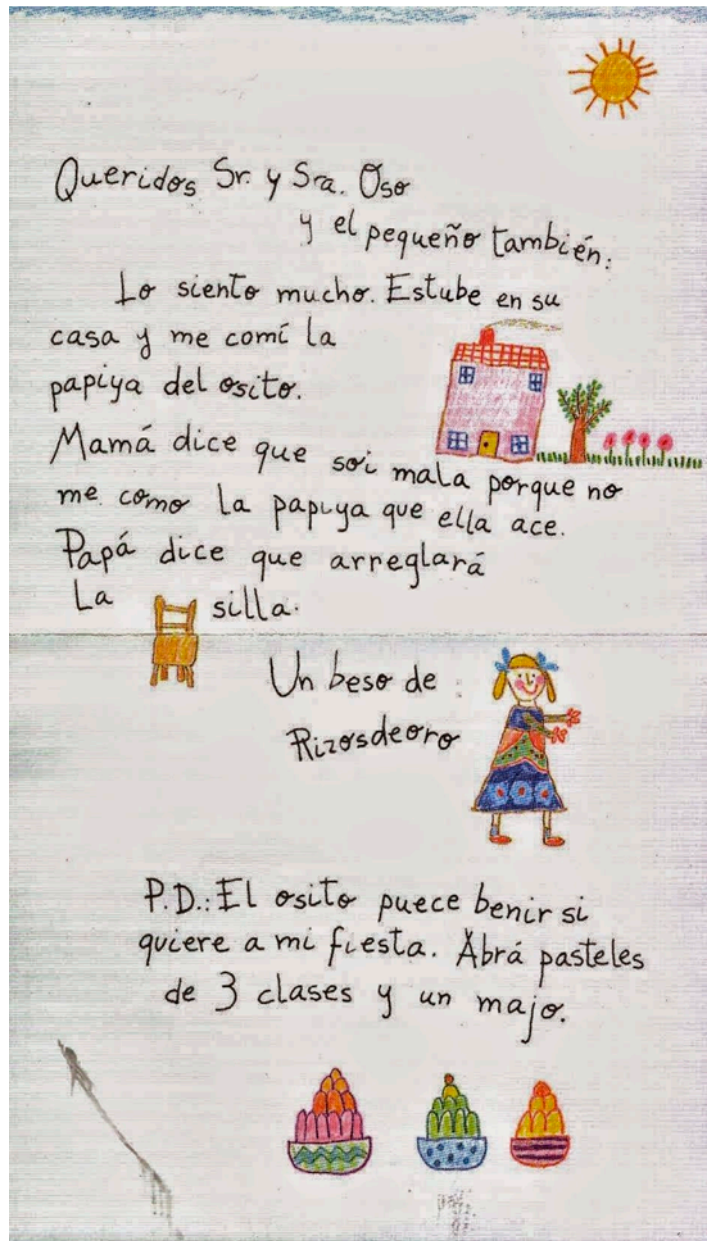 Queridos Sr. y Sra. Oso
y el pequeño también:
Lo siento mucho. Estube en su
casa y me comí la
papiya del osito.
Mamá dice que soi mala porque no
me como la papiya que ella ace.
Papá dice que arreglará
La silla.
Un beso de
Rizosdeoro
P.D.: El osito puece benir si
quiere a mi fiesta. Abrá pasteles
de 3 clases y un majo.